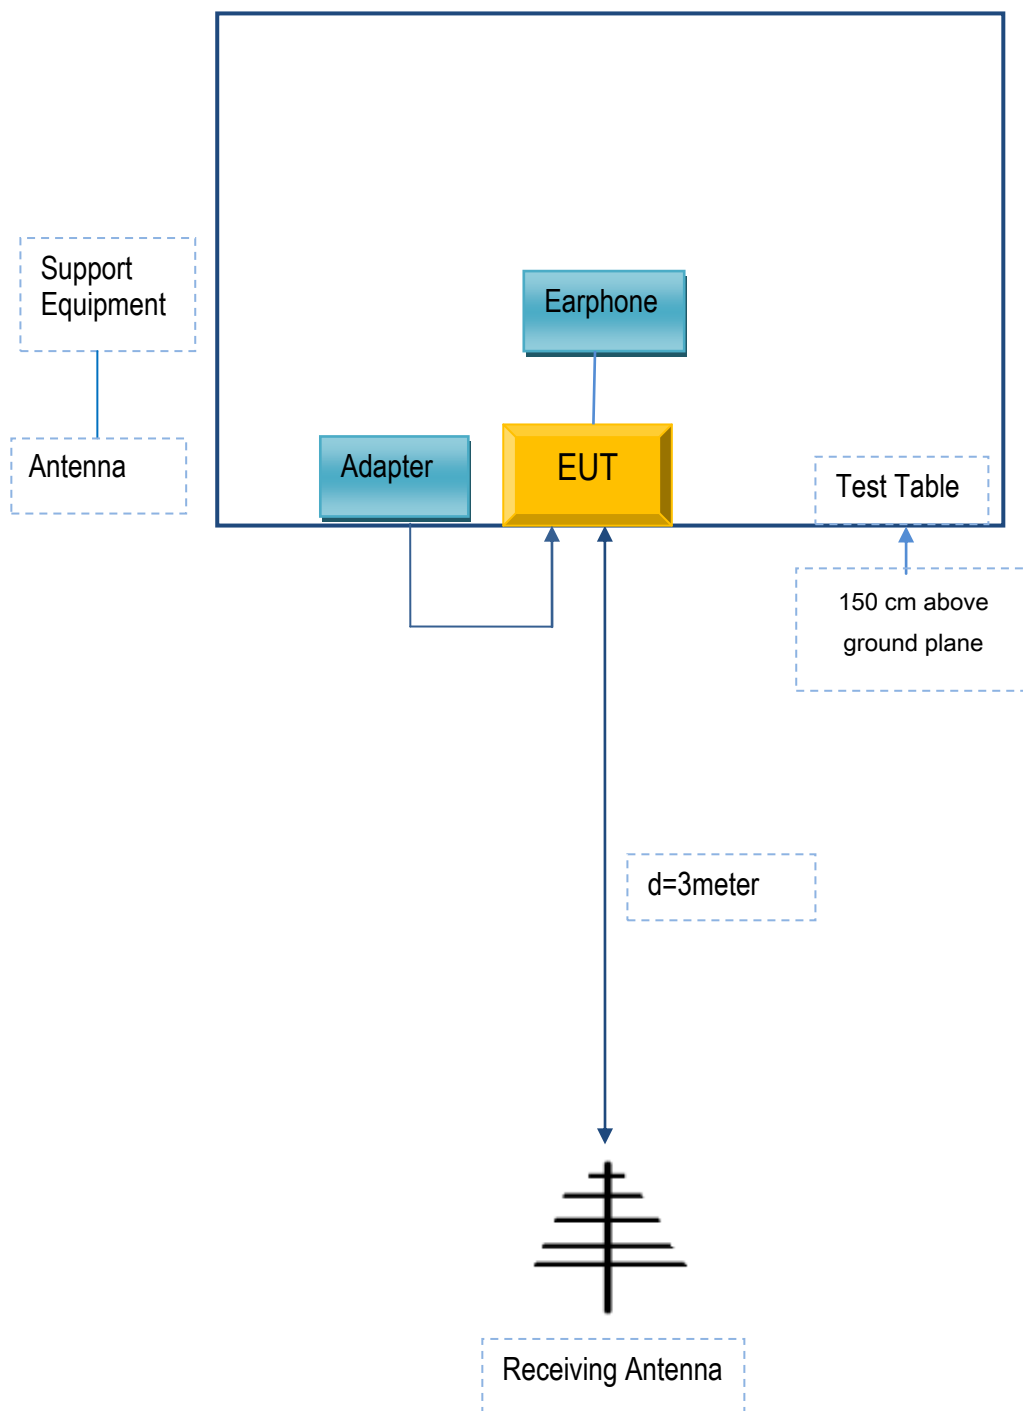 Support
Equipment
Antenna
Earphone
Adapter
EUT
Test Table
150 cm above
ground plane
d=3meter
Receiving Antenna